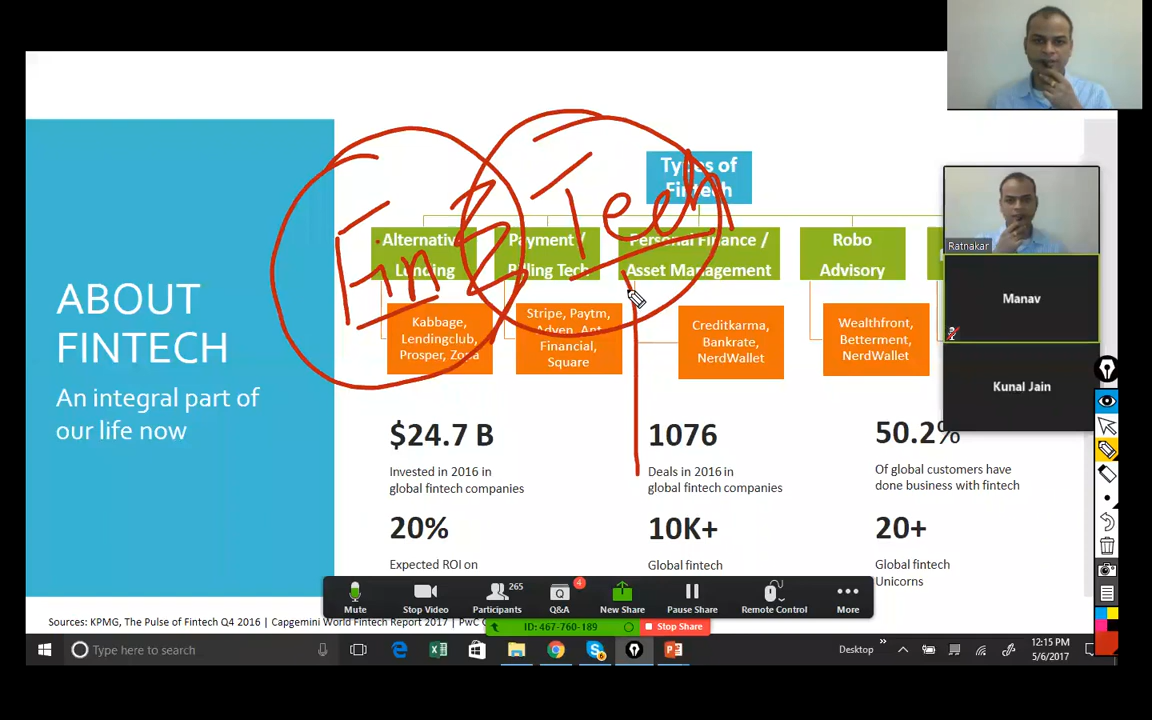 Fin & Tech
ABOUT
FINTECH
An integral part of
our life now
Types of
Fintech
Alternative
Lending
Payment /
Billing Tech
Personal Finance /
Asset Management
Robo
Advisory
Kabbage,
Lendingclub,
Prosper, Zopa
Stripe, Paytm,
Adyen, Ant
Financial,
Square
Creditkarma,
Bankrate,
NerdWallet
Wealthfront,
Betterment,
NerdWallet
$24.7 B
Invested in 2016 in
global fintech companies
1076
Deals in 2016 in
global fintech companies
50.2%
Of global customers have
done business with fintech
20%
Expected ROI on
10K+
Global fintech
20+
Global fintech
Unicorns
Sources: KPMG, The Pulse of Fintech Q4 2016 | Capgemini World Fintech Report 2017 | PwC
Ratnakar
Manav
Kunal Jain
Mute
Stop Video
265
Participants
4
Q&A
New Share
Pause Share
Remote Control
More
ID: 467-760-189
Stop Share
Type here to search
Desktop
12:15 PM
5/6/2017